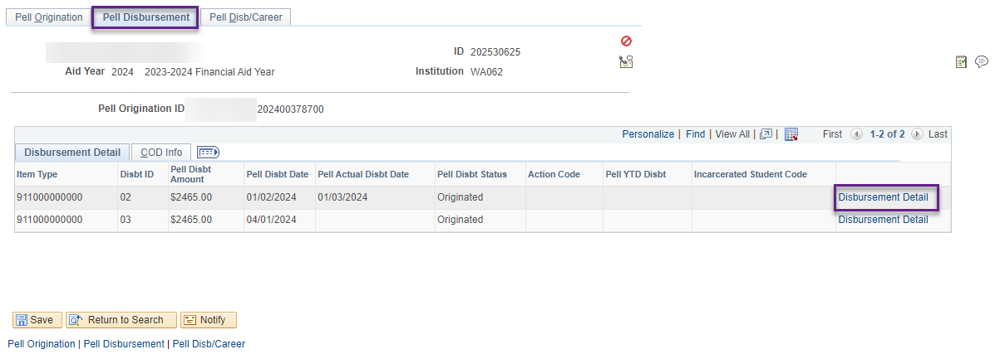 Pell Origination Pell Disbursement Pell Disb/Career
ID 202530625
Aid Year 2024 2023-2024 Financial Aid Year Institution WA062
Pell Origination ID 202400378700
Personalize | Find | View All | | First 1-2 of 2 Last
Disbursement Detail COD Info
Item Type Disbt ID Pell Disbt Amount Pell Disbt Date Pell Actual Disbt Date Pell Disbt Status Action Code Pell YTD Disbt Incarcerated Student Code
911000000000 02 $2465.00 01/02/2024 01/03/2024 Originated Disbursement Detail
911000000000 03 $2465.00 04/01/2024 Originated Disbursement Detail
Save Return to Search Notify
Pell Origination | Pell Disbursement | Pell Disb/Career